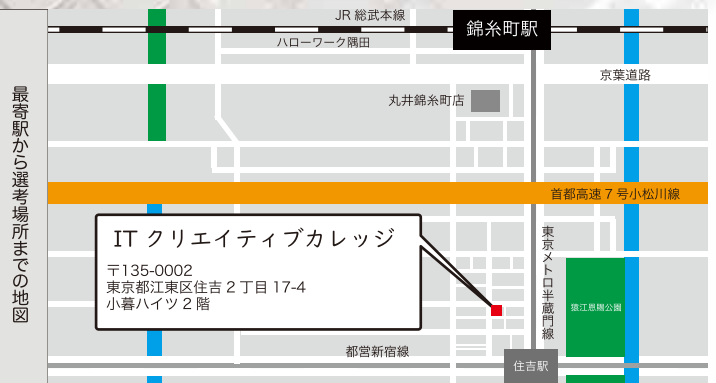 最寄駅から選考場所までの地図
JR 総武本線
錦糸町駅
ハローワーク隅田
京葉道路
丸井錦糸町店
首都高速 7 号小松川線
IT クリエイティブカレッジ
〒135-0002
東京都江東区住吉 2 丁目 17-4
小暮ハイツ 2 階
東京メトロ半蔵門線
猿江恩賜公園
都営新宿線
住吉駅